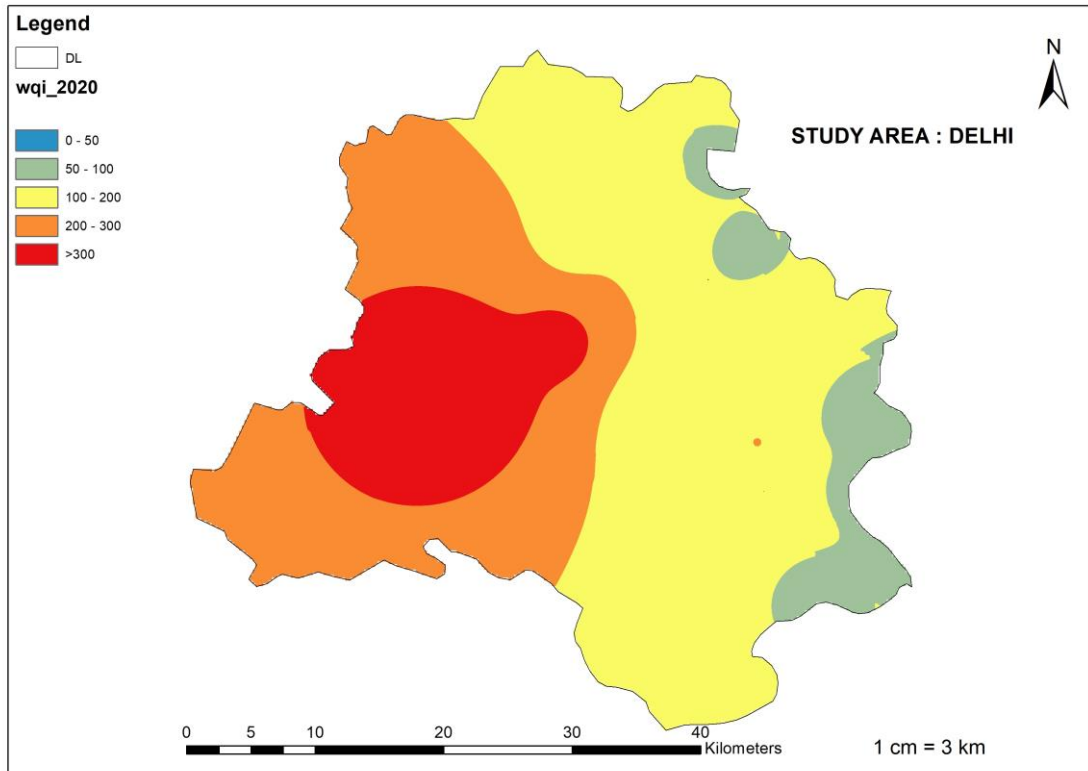 Legend
DL
wqi_2020
0 - 50
50 - 100
100 - 200
200 - 300
>300
N
STUDY AREA : DELHI
0 5 10 20 30 40
Kilometers
1 cm = 3 km